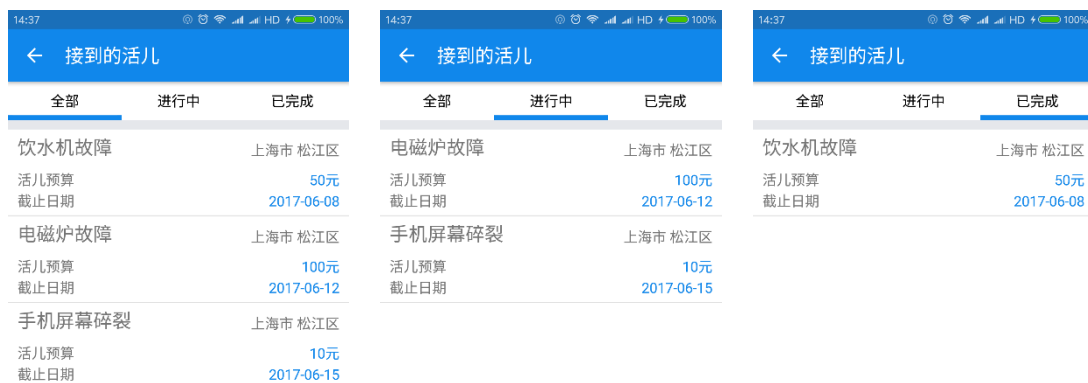 14:37 HD 100%
接到的活儿
全部 进行中 已完成
饮水机故障 上海市 松江区
活儿预算 50元
截止日期 2017-06-08
电磁炉故障 上海市 松江区
活儿预算 100元
截止日期 2017-06-12
手机屏幕碎裂 上海市 松江区
活儿预算 10元
截止日期 2017-06-15
14:37 HD 100%
接到的活儿
全部 进行中 已完成
电磁炉故障 上海市 松江区
活儿预算 100元
截止日期 2017-06-12
手机屏幕碎裂 上海市 松江区
活儿预算 10元
截止日期 2017-06-15
14:37 HD 100%
接到的活儿
全部 进行中 已完成
饮水机故障 上海市 松江区
活儿预算 50元
截止日期 2017-06-08